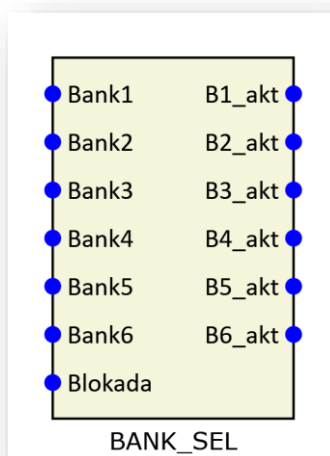 Bank1 B1_akt
Bank2 B2_akt
Bank3 B3_akt
Bank4 B4_akt
Bank5 B5_akt
Bank6 B6_akt
Blokada
BANK_SEL